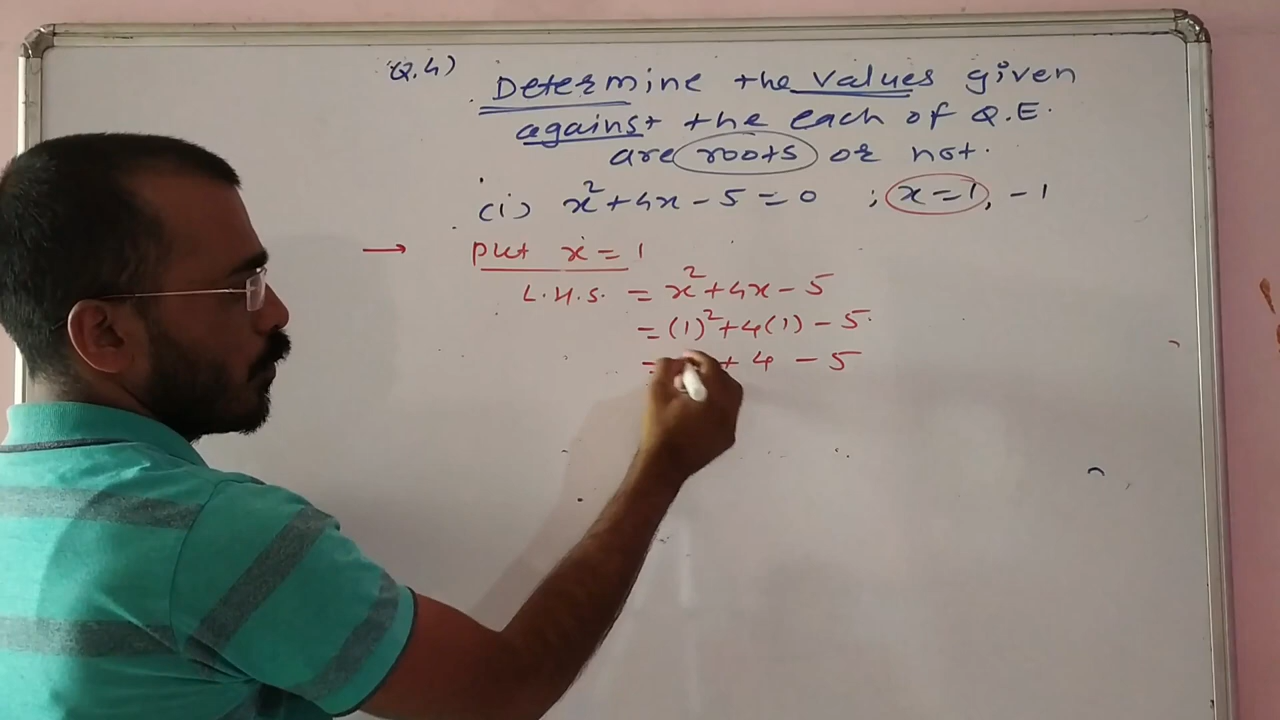 Q.4) Determine the values given
against the each of Q.E.
are roots or not.
(i) x² + 4x - 5 = 0 ; x = 1, -1
→ put x = 1
L.H.S. = x² + 4x - 5
= (1)² + 4(1) - 5
= + 4 - 5